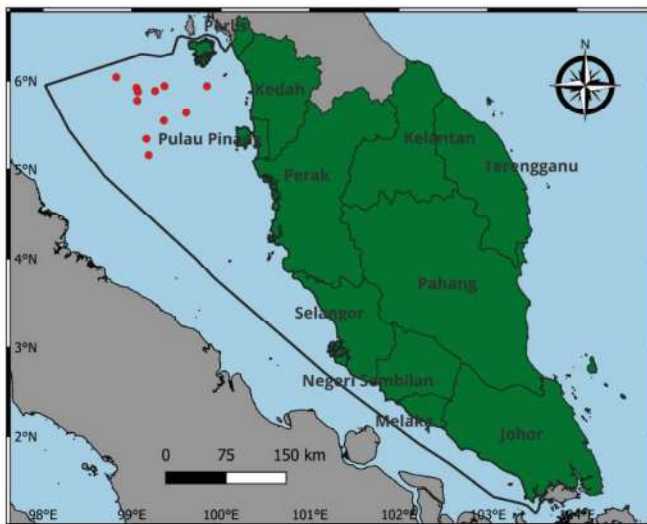 Perlis
N
6°N
Kedah
Pulau Pinang
Kelantan
Terengganu
5°N
Perak
4°N
Pahang
Selangor
3°N
Negeri Sembilan
Melaka
2°N
Johor
0 75 150 km
98°E 99°E 100°E 101°E 102°E 103°E 104°E